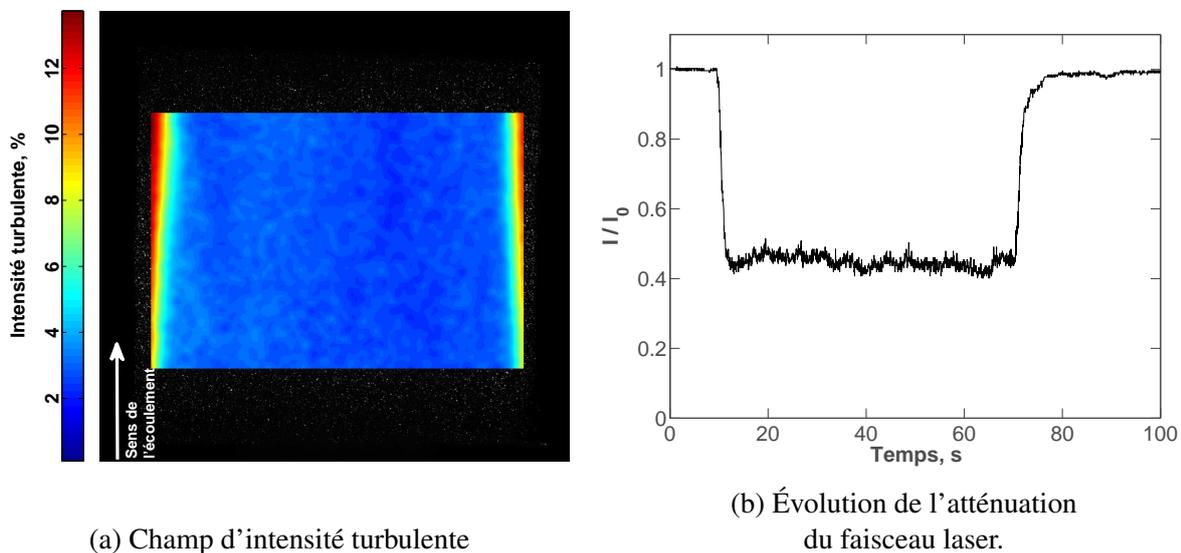 Intensité turbulente, %
12
10
8
6
4
2
Sens de
l'écoulement
I / I0
1
0.8
0.6
0.4
0.2
0
0 20 40 60 80 100
Temps, s
(a) Champ d'intensité turbulente
(b) Évolution de l'atténuation
du faisceau laser.